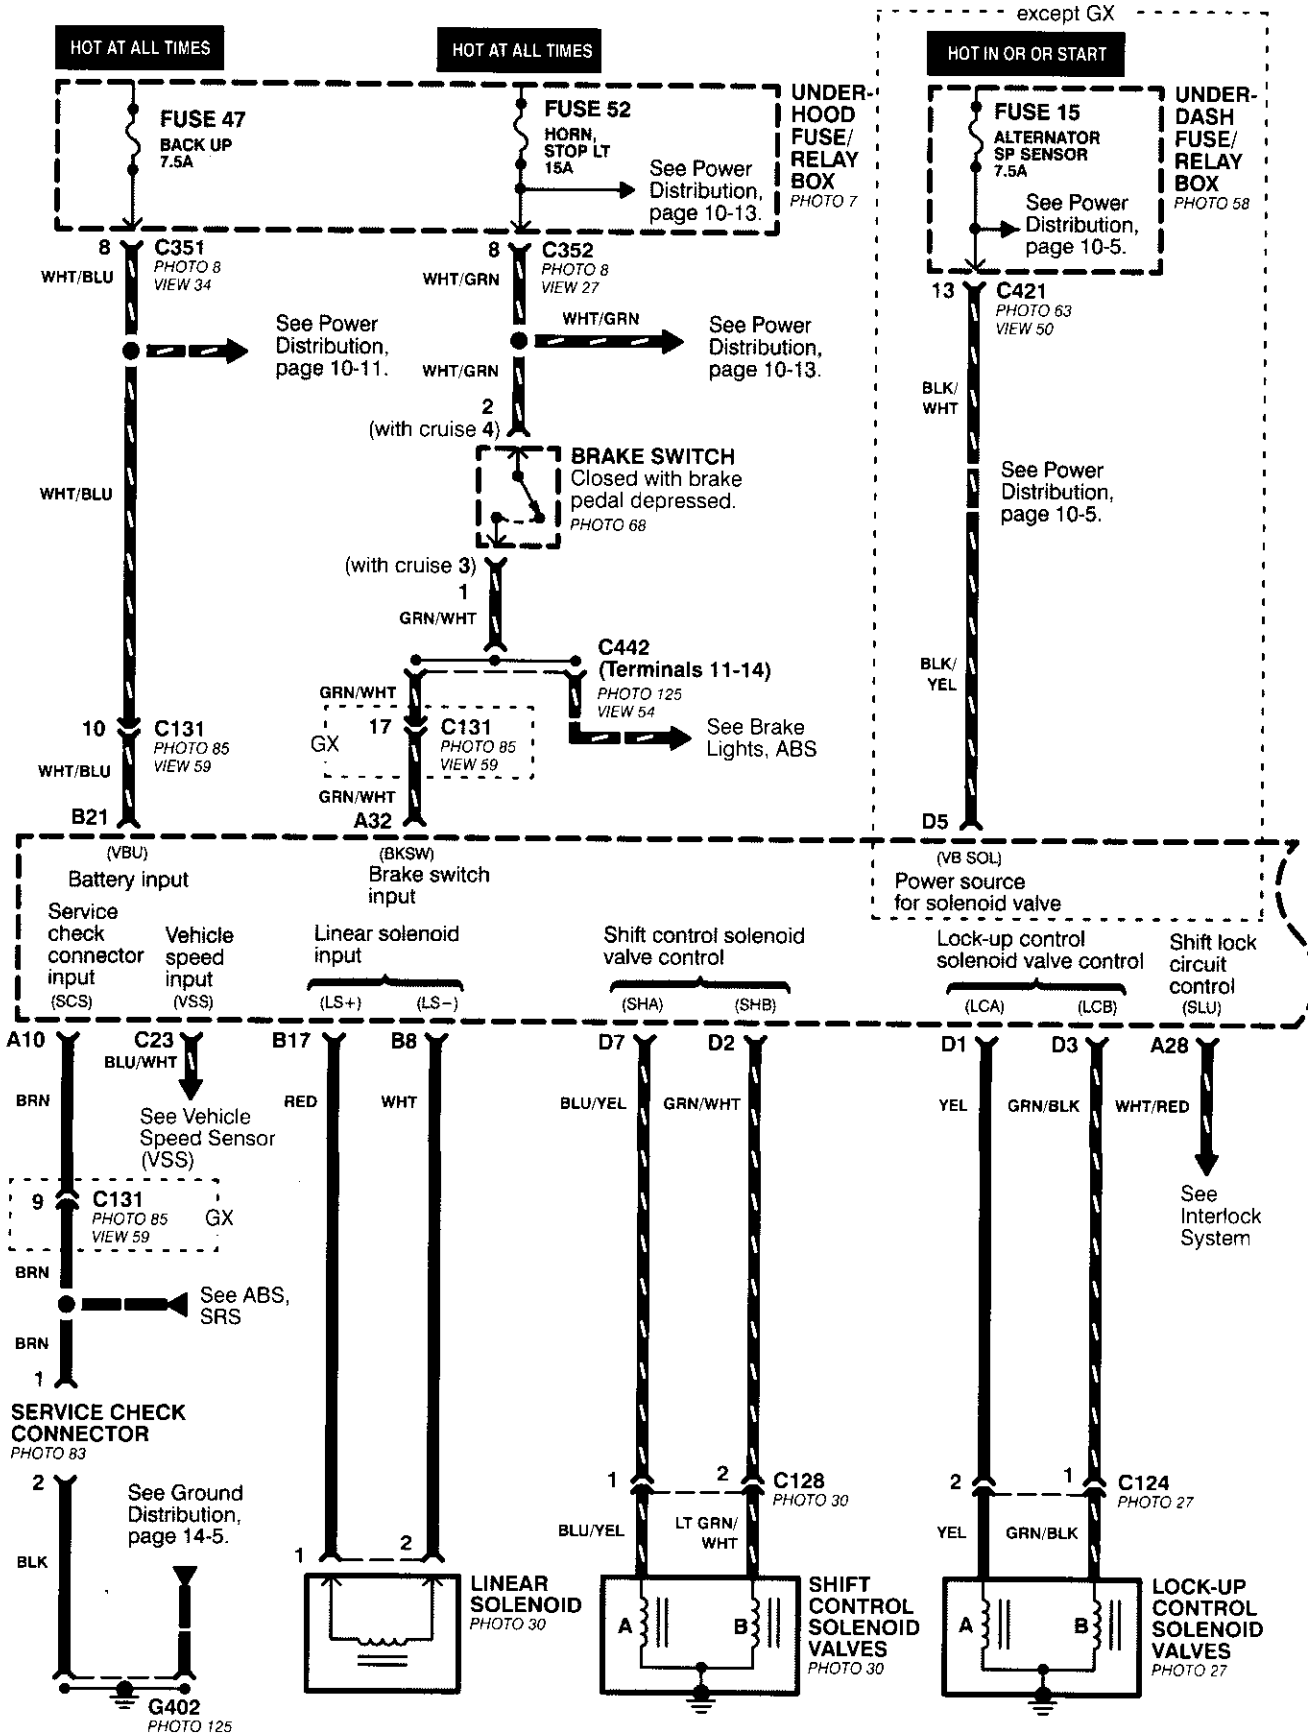 except GX
HOT AT ALL TIMES
HOT AT ALL TIMES
HOT IN OR OR START
FUSE 47
BACK UP
7.5A
FUSE 52
HORN,
STOP LT
15A
See Power
Distribution,
page 10-13.
UNDER-
HOOD
FUSE/
RELAY
BOX
PHOTO 7
FUSE 15
ALTERNATOR
SP SENSOR
7.5A
See Power
Distribution,
page 10-5.
UNDER-
DASH
FUSE/
RELAY
BOX
PHOTO 58
8
C351
PHOTO 8
VIEW 34
WHT/BLU
See Power
Distribution,
page 10-11.
8
C352
PHOTO 8
VIEW 27
WHT/GRN
WHT/GRN
See Power
Distribution,
page 10-13.
WHT/GRN
2
(with cruise 4)
13
C421
PHOTO 63
VIEW 50
BLK/
WHT
BRAKE SWITCH
Closed with brake
pedal depressed.
PHOTO 68
See Power
Distribution,
page 10-5.
WHT/BLU
(with cruise 3)
1
GRN/WHT
C442
(Terminals 11-14)
PHOTO 125
VIEW 54
BLK/
YEL
GRN/WHT
10
C131
PHOTO 85
VIEW 59
GX
17
C131
PHOTO 85
VIEW 59
See Brake
Lights, ABS
WHT/BLU
GRN/WHT
B21
A32
D5
(VBU)
Battery input
(BKSW)
Brake switch
input
(VB SOL)
Power source
for solenoid valve
Service
check
connector
input
(SCS)
Vehicle
speed
input
(VSS)
Linear solenoid
input
(LS+)
(LS−)
Shift control solenoid
valve control
(SHA)
(SHB)
Lock-up control
solenoid valve control
(LCA)
(LCB)
Shift lock
circuit
control
(SLU)
A10
C23
B17
B8
D7
D2
D1
D3
A28
BLU/WHT
BRN
RED
WHT
BLU/YEL
GRN/WHT
YEL
GRN/BLK
WHT/RED
See Vehicle
Speed Sensor
(VSS)
9
C131
PHOTO 85
VIEW 59
GX
See
Interlock
System
BRN
See ABS,
SRS
BRN
1
SERVICE CHECK
CONNECTOR
PHOTO 83
2
See Ground
Distribution,
page 14-5.
BLK
1
2
1
2
C128
PHOTO 30
2
1
C124
PHOTO 27
BLU/YEL
LT GRN/
WHT
YEL
GRN/BLK
LINEAR
SOLENOID
PHOTO 30
A
B
SHIFT
CONTROL
SOLENOID
VALVES
PHOTO 30
A
B
LOCK-UP
CONTROL
SOLENOID
VALVES
PHOTO 27
G402
PHOTO 125